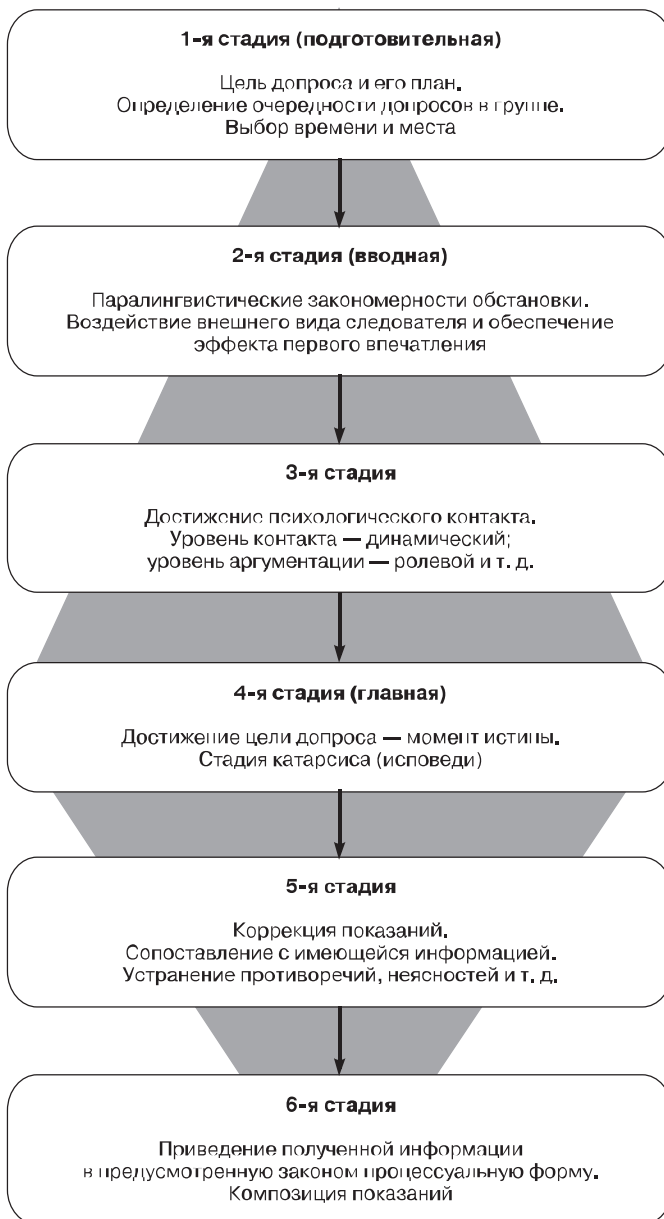 1-я стадия (подготовительная)
Цель допроса и его план.
Определение очередности допросов в группе.
Выбор времени и места
2-я стадия (вводная)
Паралингвистические закономерности обстановки.
Воздействие внешнего вида следователя и обеспечение
эффекта первого впечатления
3-я стадия
Достижение психологического контакта.
Уровень контакта — динамический;
уровень аргументации — ролевой и т. д.
4-я стадия (главная)
Достижение цели допроса — момент истины.
Стадия катарсиса (исповеди)
5-я стадия
Коррекция показаний.
Сопоставление с имеющейся информацией.
Устранение противоречий, неясностей и т. д.
6-я стадия
Приведение полученной информации
в предусмотренную законом процессуальную форму.
Композиция показаний